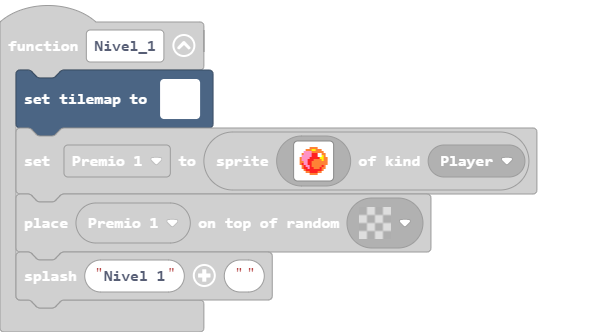 function Nivel_1
set tilemap to
set Premio 1 to sprite of kind Player
place Premio 1 on top of random
splash "Nivel 1" ""